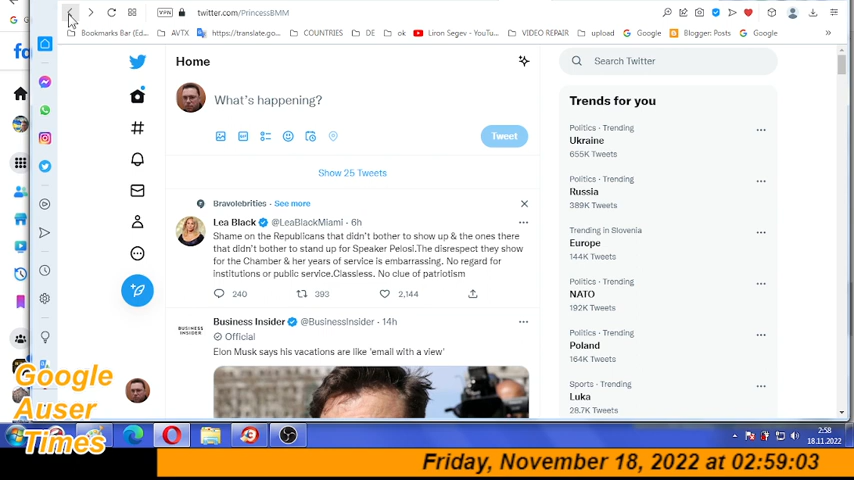 VPN
twitter.com/PrincessBMM
Bookmarks Bar (Ed...
AVTX
https://translate.go...
COUNTRIES
DE
ok
Liron Segev - YouT...
VIDEO REPAIR
upload
Google
Blogger: Posts
Google
»
Home
What's happening?
Tweet
Show 25 Tweets
Bravolebrities · See more
Lea Black @LeaBlackMiami · 6h
Shame on the Republicans that didn't bother to show up & the ones there
that didn't bother to stand up for Speaker Pelosi.The disrespect they show
for the Chamber & her years of service is embarrassing. No regard for
institutions or public service.Classless. No clue of patriotism
240
393
2,144
Business Insider @BusinessInsider · 14h
Official
Elon Musk says his vacations are like 'email with a view'
Search Twitter
Trends for you
Politics · Trending
Ukraine
655K Tweets
Politics · Trending
Russia
389K Tweets
Trending in Slovenia
Europe
144K Tweets
Politics · Trending
NATO
192K Tweets
Politics · Trending
Poland
164K Tweets
Sports · Trending
Luka
28.7K Tweets
Google
Auser
Times
2:58
18.11.2022
Friday, November 18, 2022 at 02:59:03